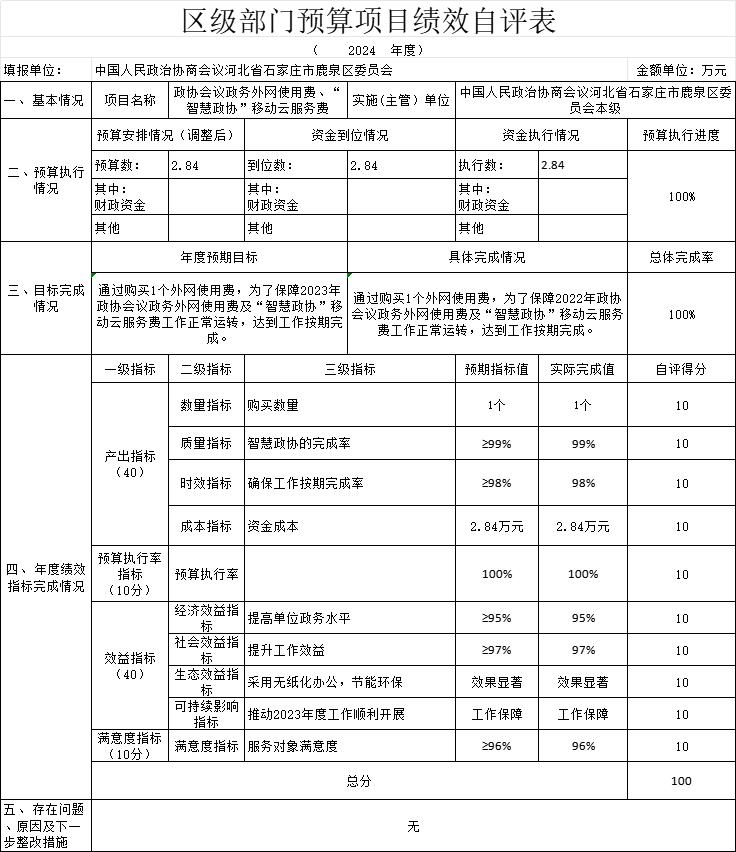 区级部门预算项目绩效自评表
（ 2024 年度）
填报单位： 中国人民政治协商会议河北省石家庄市鹿泉区委员会 金额单位：万元
一、基本情况 项目名称 政协会议政务外网使用费、“智慧政协”移动云服务费 实施(主管）单位 中国人民政治协商会议河北省石家庄市鹿泉区委员会本级
二、预算执行情况 预算安排情况（调整后） 资金到位情况 资金执行情况 预算执行进度
预算数： 2.84 到位数： 2.84 执行数： 2.84 100%
其中：财政资金 其中：财政资金 其中：财政资金
其他 其他 其他
三、目标完成情况 年度预期目标 具体完成情况 总体完成率
通过购买1个外网使用费，为了保障2023年政协会议政务外网使用费及“智慧政协”移动云服务费工作正常运转，达到工作按期完成。 通过购买1个外网使用费，为了保障2022年政协会议政务外网使用费及“智慧政协”移动云服务费工作正常运转，达到工作按期完成。 100%
四、年度绩效指标完成情况 一级指标 二级指标 三级指标 预期指标值 实际完成值 自评得分
产出指标（40） 数量指标 购买数量 1个 1个 10
质量指标 智慧政协的完成率 ≥99% 99% 10
时效指标 确保工作按期完成率 ≥98% 98% 10
成本指标 资金成本 2.84万元 2.84万元 10
预算执行率指标（10分） 预算执行率 100% 100% 10
效益指标（40） 经济效益指标 提高单位政务水平 ≥95% 95% 10
社会效益指标 提升工作效益 ≥97% 97% 10
生态效益指标 采用无纸化办公，节能环保 效果显著 效果显著 10
可持续影响指标 推动2023年度工作顺利开展 工作保障 工作保障 10
满意度指标（10分） 满意度指标 服务对象满意度 ≥96% 96% 10
总分 100
五、存在问题、原因及下一步整改措施 无